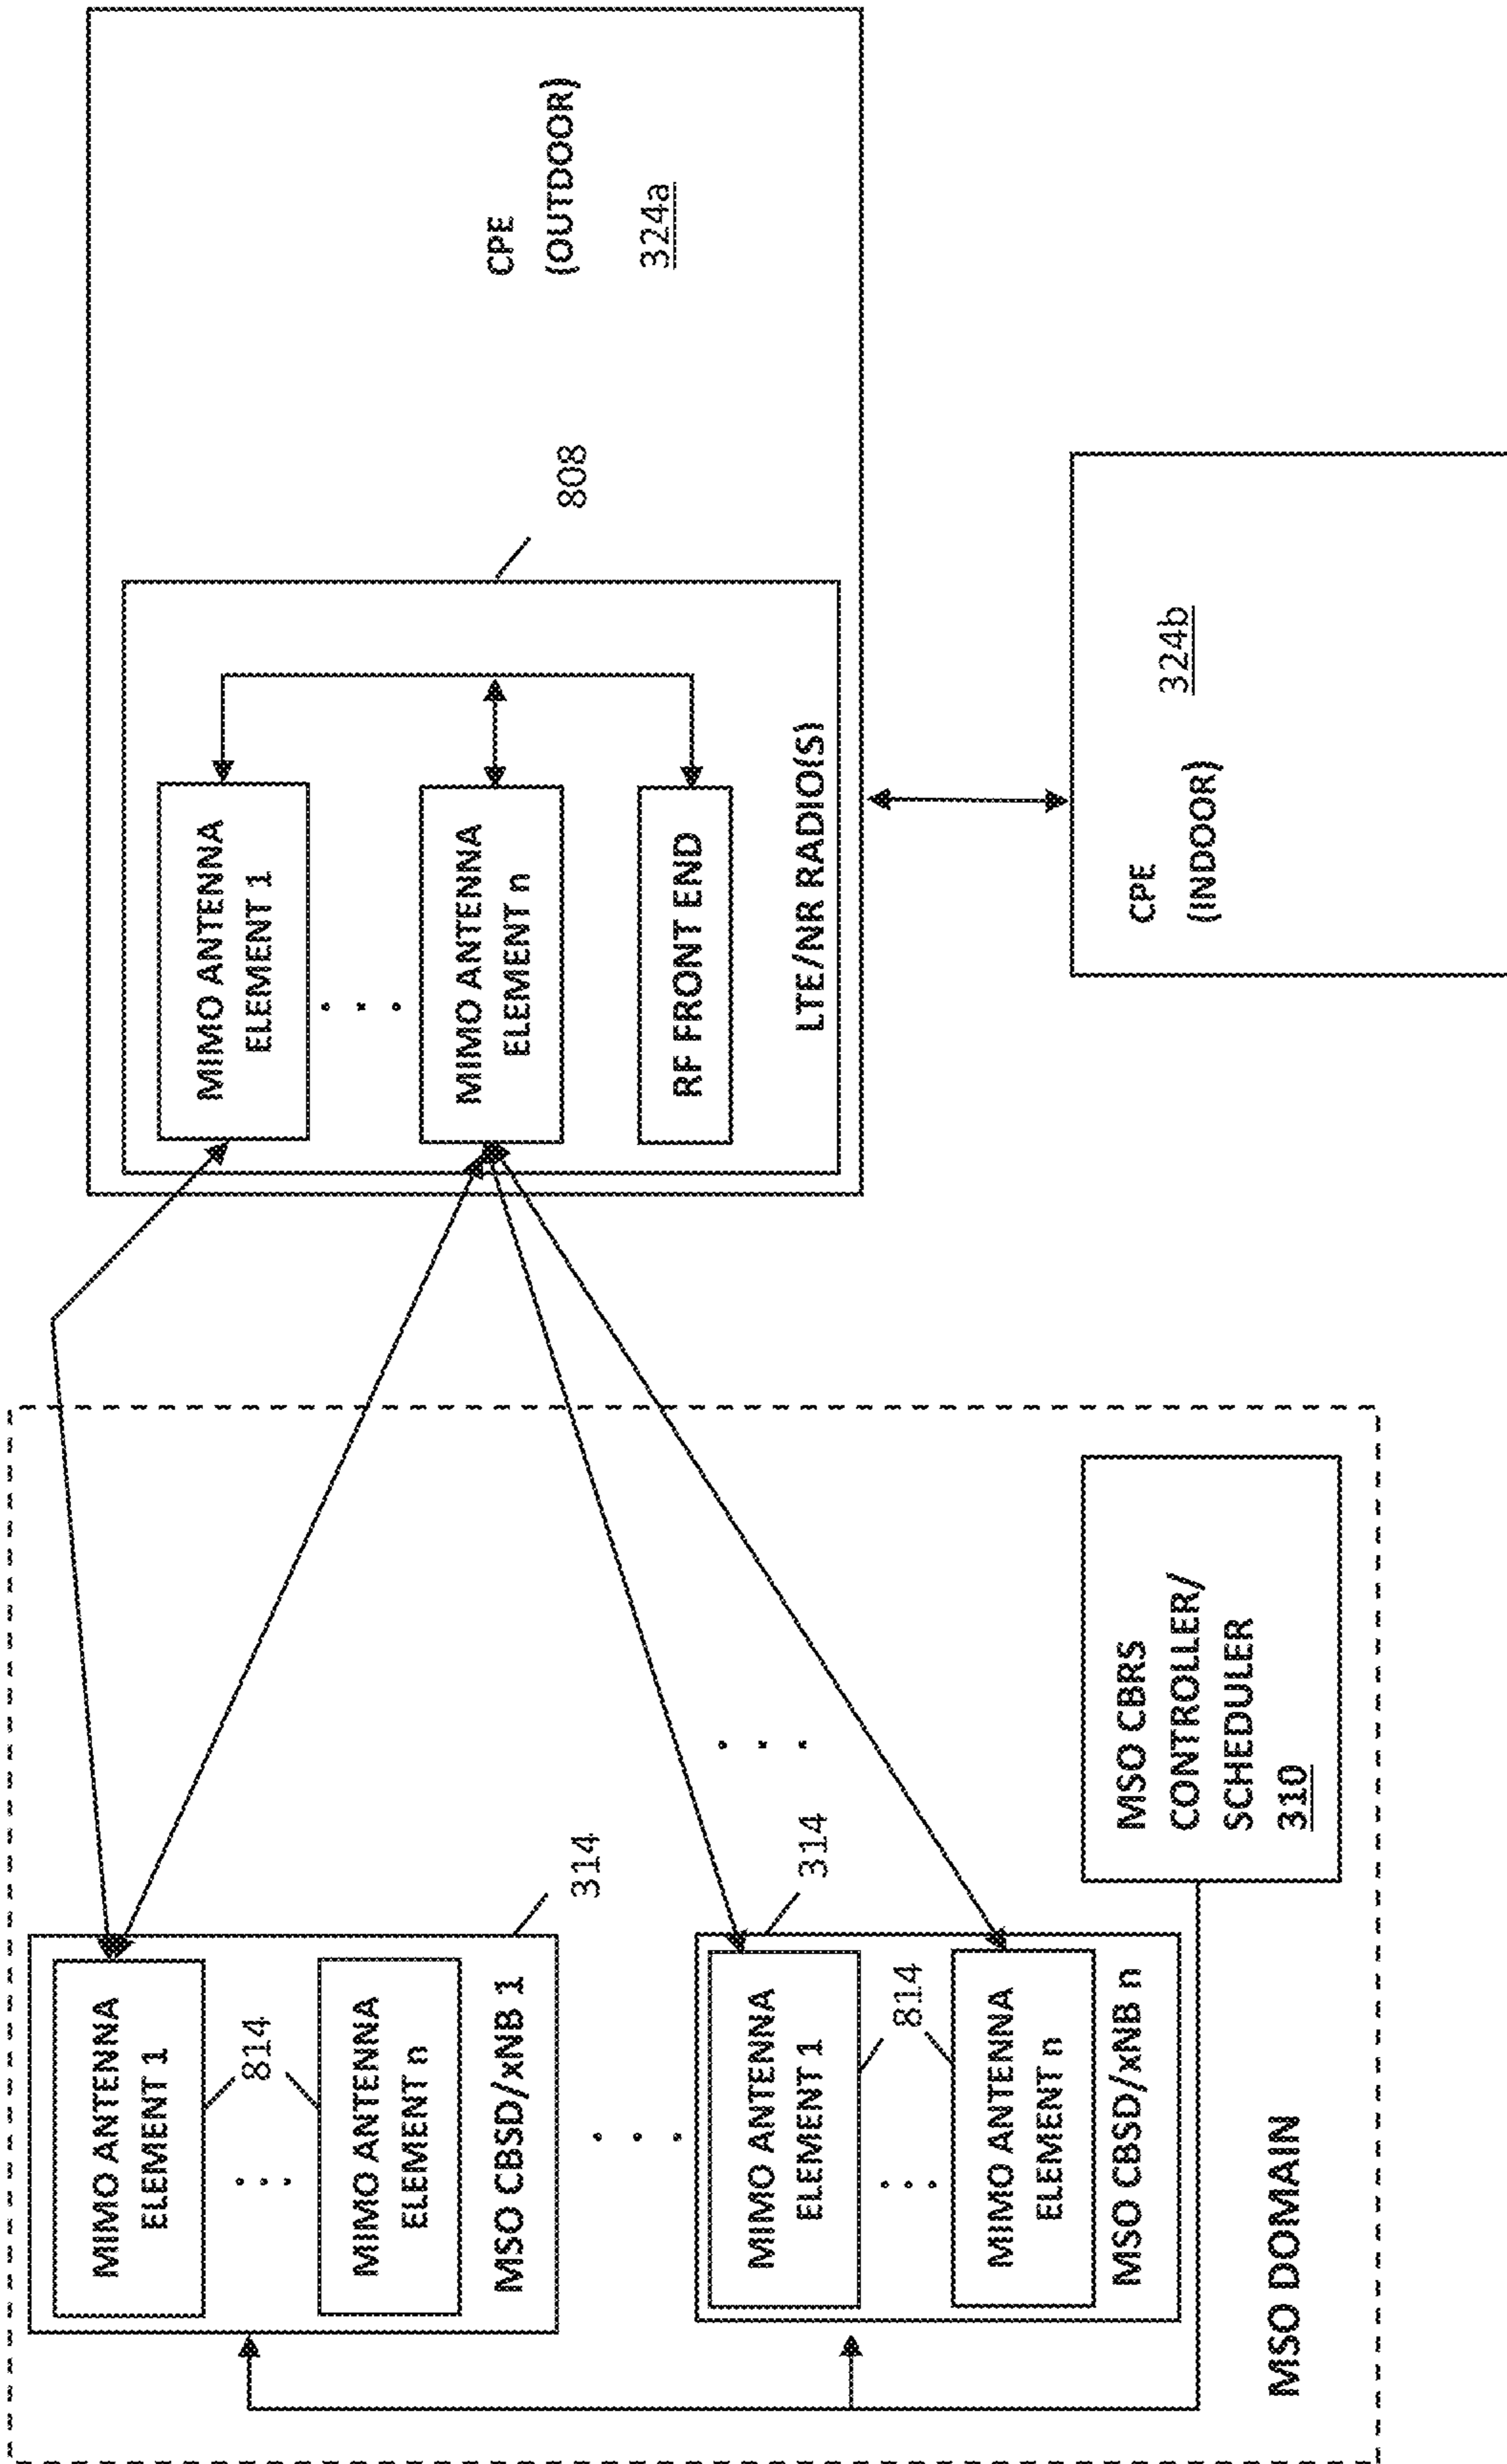 MIMO ANTENNA
ELEMENT 1
814
. . .
MIMO ANTENNA
ELEMENT n
MSO CBSD/xNB 1
314
. . .
MIMO ANTENNA
ELEMENT 1
314
814
. . .
MIMO ANTENNA
ELEMENT n
MSO CBSD/xNB n
. . .
MSO CBRS
CONTROLLER/
SCHEDULER
310
MSO DOMAIN
MIMO ANTENNA
ELEMENT 1
. . .
MIMO ANTENNA
ELEMENT n
RF FRONT END
LTE/NR RADIO(S)
808
CPE
(OUTDOOR)
324a
CPE
(INDOOR)
324b